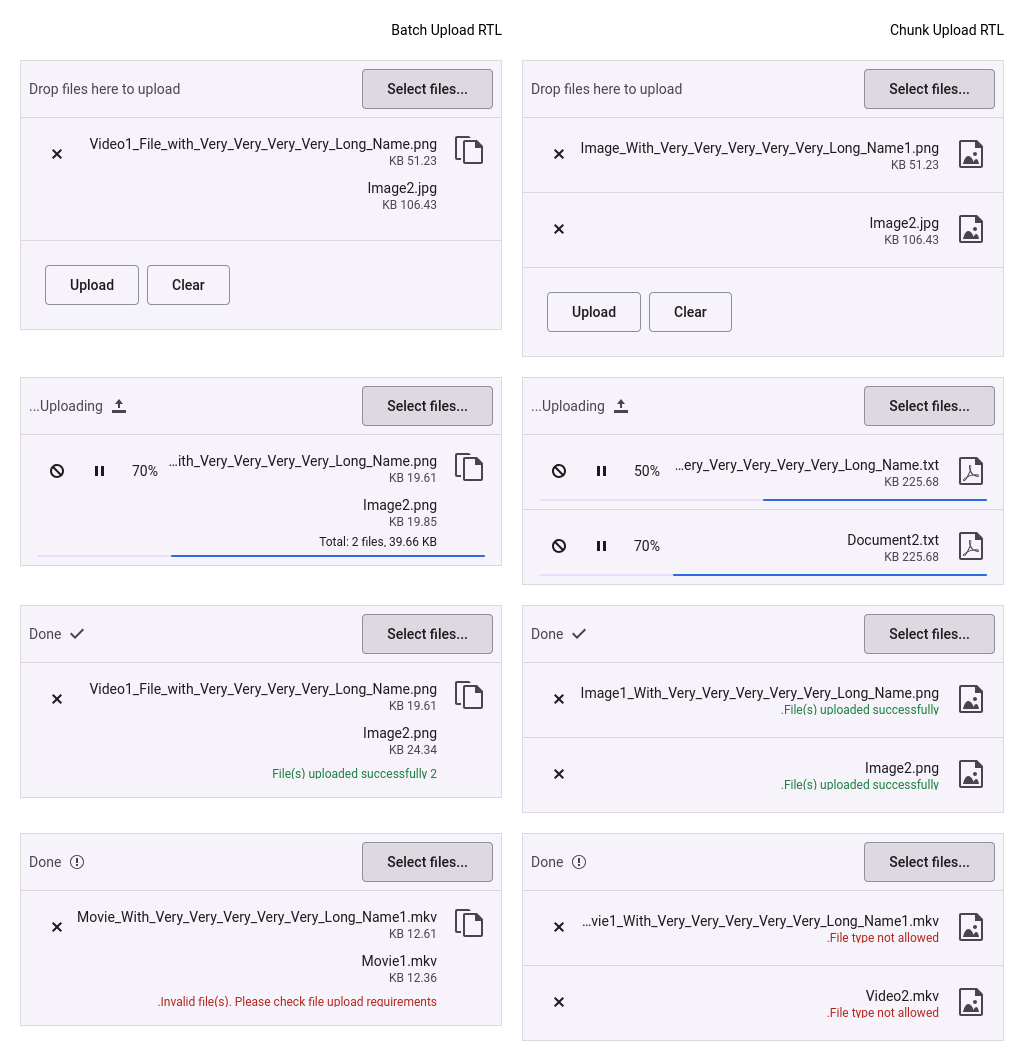 Batch Upload RTL
Drop files here to upload
Select files...
Video1_File_with_Very_Very_Very_Very_Long_Name.png
KB 51.23
Image2.jpg
KB 106.43
Upload
Clear
...Uploading
Select files...
70%
...ith_Very_Very_Very_Very_Long_Name.png
KB 19.61
Image2.png
KB 19.85
Total: 2 files, 39.66 KB
Done
Select files...
Video1_File_with_Very_Very_Very_Very_Long_Name.png
KB 19.61
Image2.png
KB 24.34
File(s) uploaded successfully 2
Done
Select files...
Movie_With_Very_Very_Very_Very_Very_Long_Name1.mkv
KB 12.61
Movie1.mkv
KB 12.36
.Invalid file(s). Please check file upload requirements
Chunk Upload RTL
Drop files here to upload
Select files...
Image_With_Very_Very_Very_Very_Very_Long_Name1.png
KB 51.23
Image2.jpg
KB 106.43
Upload
Clear
...Uploading
Select files...
50%
...ery_Very_Very_Very_Very_Long_Name.txt
KB 225.68
70%
Document2.txt
KB 225.68
Done
Select files...
Image1_With_Very_Very_Very_Very_Very_Long_Name.png
.File(s) uploaded successfully
Image2.png
.File(s) uploaded successfully
Done
Select files...
...vie1_With_Very_Very_Very_Very_Very_Long_Name1.mkv
.File type not allowed
Video2.mkv
.File type not allowed